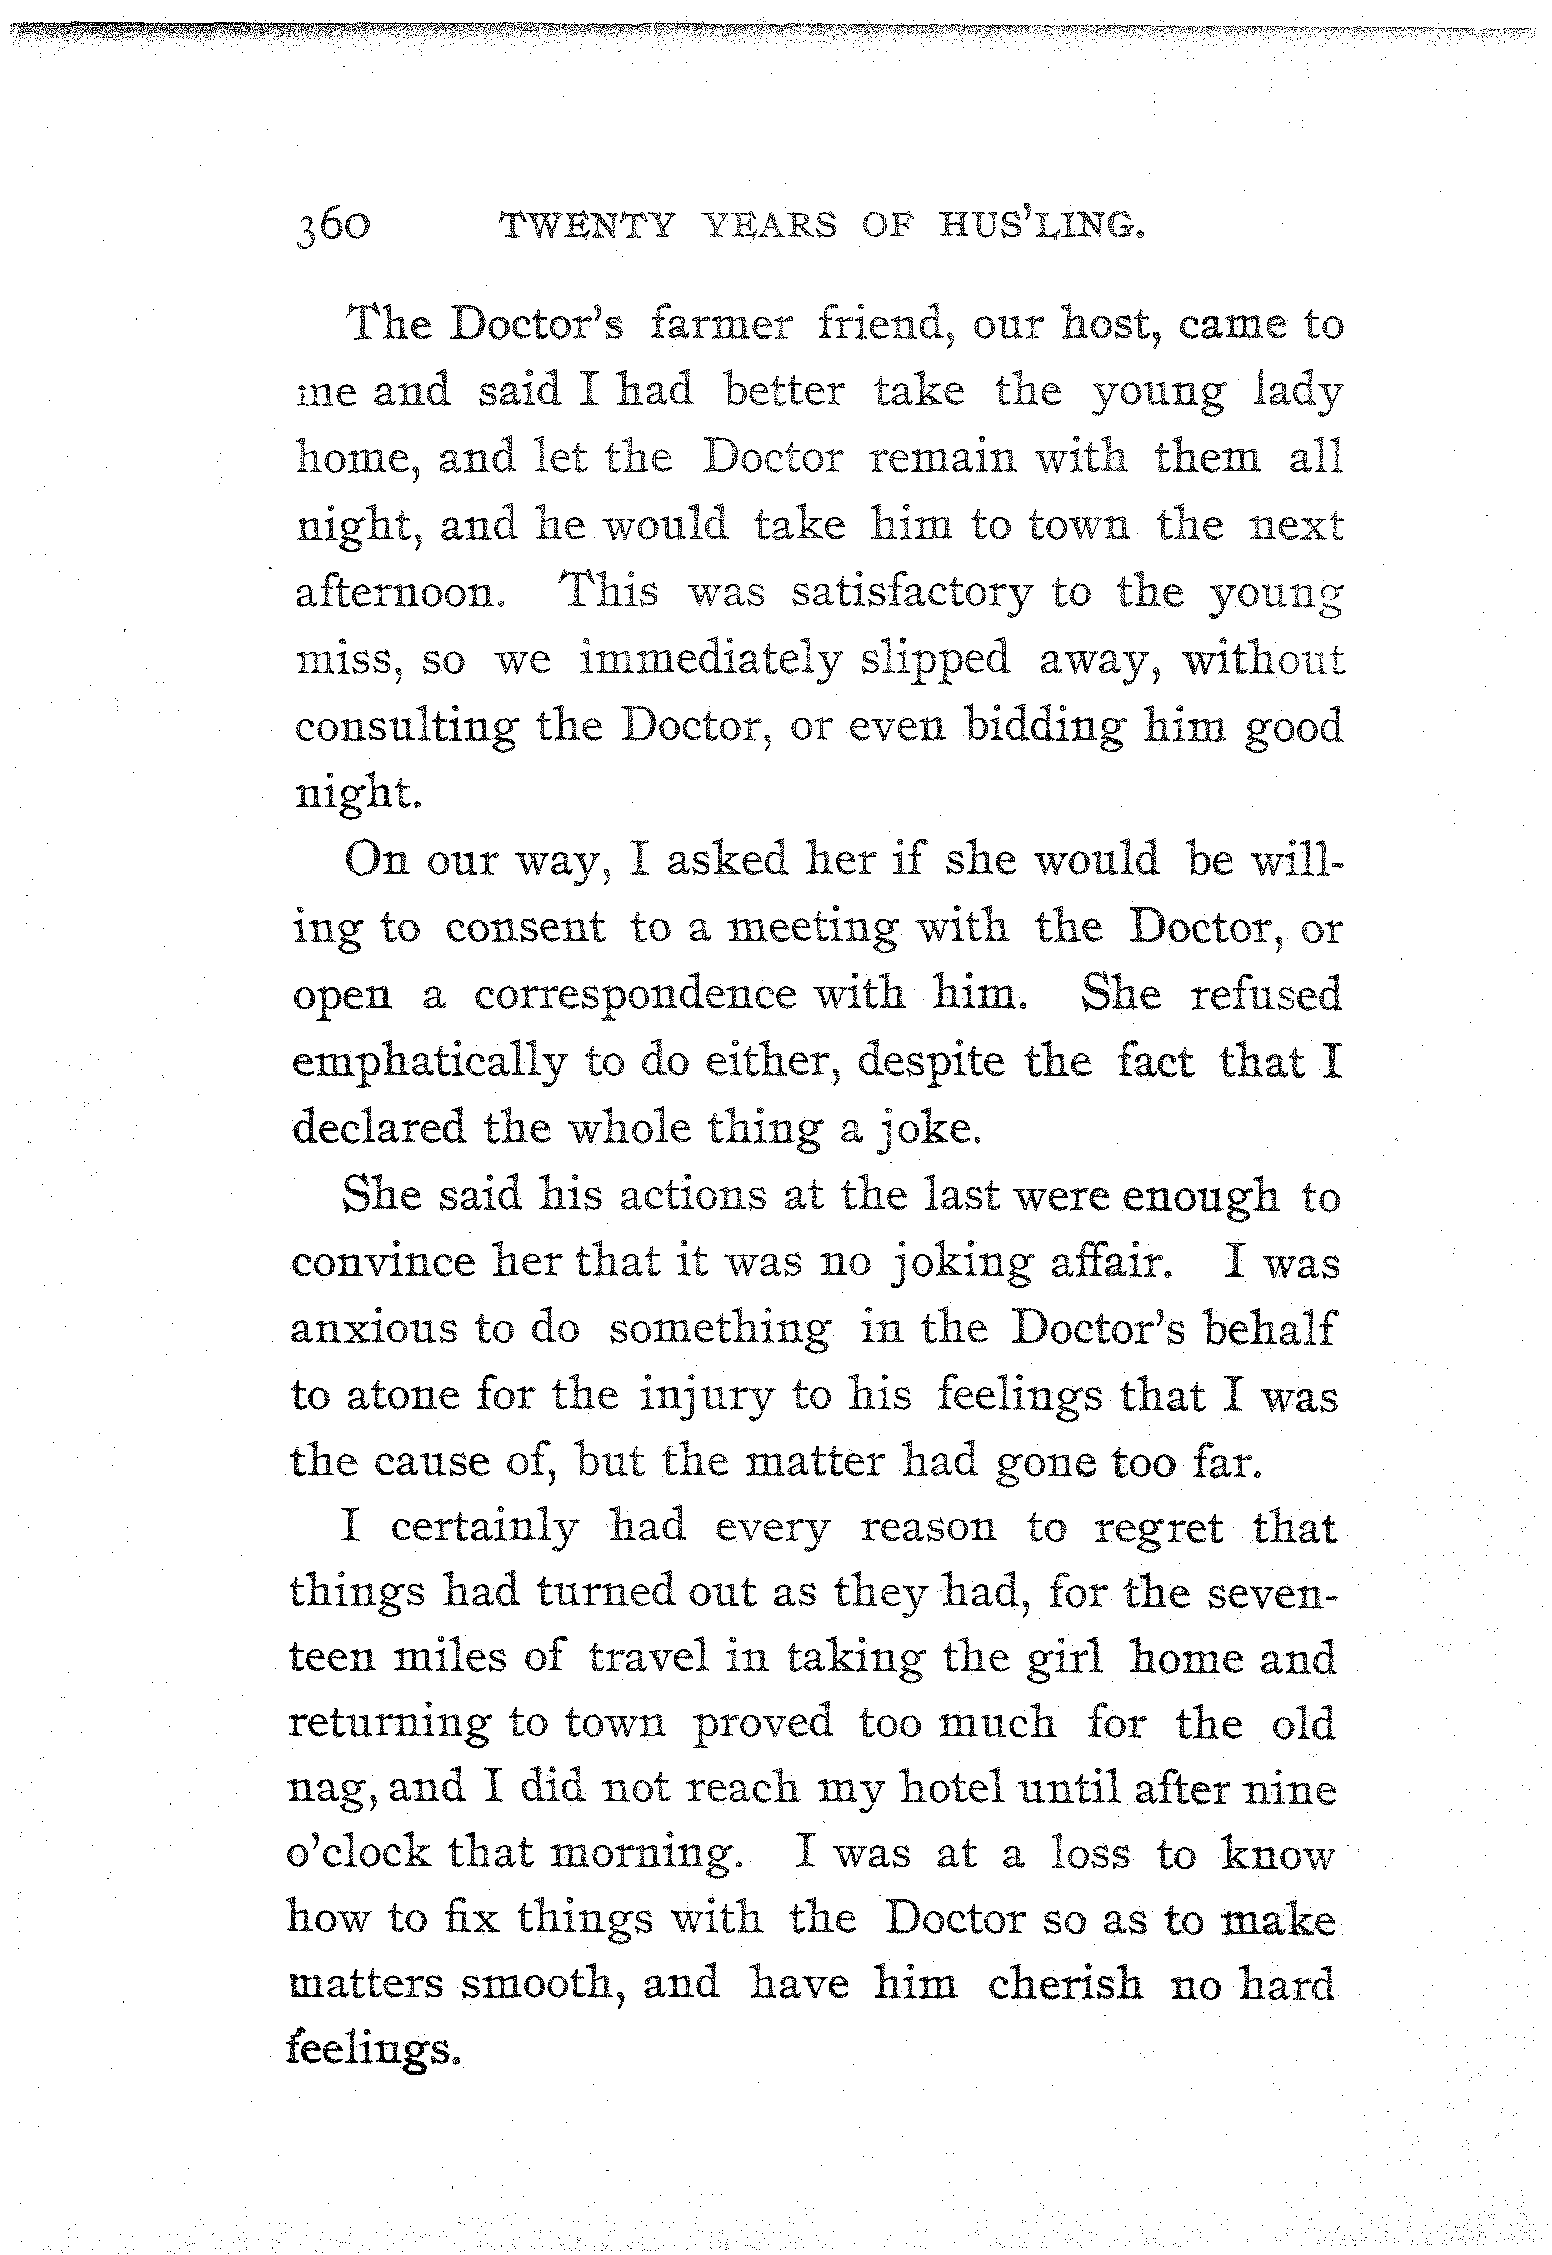 360 TWENTY YEARS OF HUS'LING.
The Doctor's farmer friend, our host, came to
me and said I had better take the young lady
home, and let the Doctor remain with them all
night, and he would take him to town the next
afternoon. This was satisfactory to the young
miss, so we immediately slipped away, without
consulting the Doctor, or even bidding him good
night.
On our way, I asked her if she would be will-
ing to consent to a meeting with the Doctor, or
open a correspondence with him. She refused
emphatically to do either, despite the fact that I
declared the whole thing a joke.
She said his actions at the last were enough to
convince her that it was no joking affair. I was
anxious to do something in the Doctor's behalf
to atone for the injury to his feelings that I was
the cause of, but the matter had gone too far.
I certainly had every reason to regret that
things had turned out as they had, for the seven-
teen miles of travel in taking the girl home and
returning to town proved too much for the old
nag, and I did not reach my hotel until after nine
o'clock that morning. I was at a loss to know
how to fix things with the Doctor so as to make
matters smooth, and have him cherish no hard
feelings.